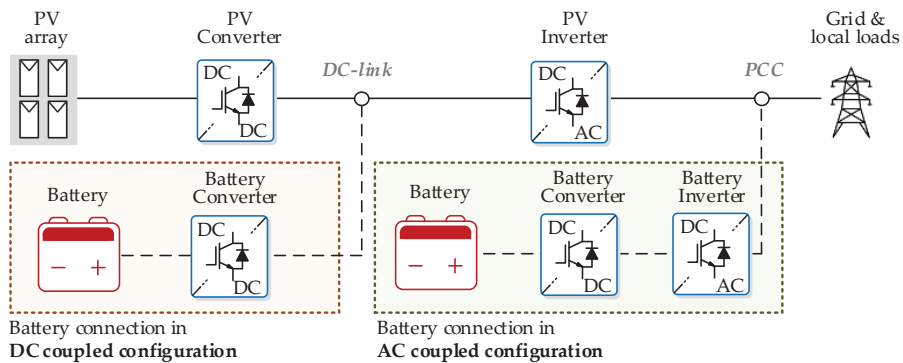 PV
array
PV
Converter
DC
DC
DC-link
PV
Inverter
DC
AC
PCC
Grid &
local loads
Battery
Battery
Converter
DC
DC
Battery
Battery
Converter
DC
DC
Battery
Inverter
DC
AC
− +
− +
Battery connection in
DC coupled configuration
Battery connection in
AC coupled configuration